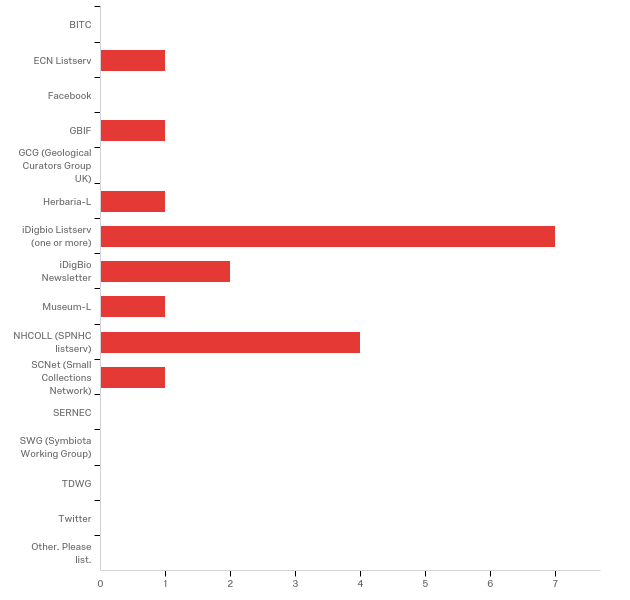 BITC
ECN Listserv
Facebook
GBIF
GCG (Geological
Curators Group
UK)
Herbaria-L
iDigbio Listserv
(one or more)
iDigBio
Newsletter
Museum-L
NHCOLL (SPNHC
listserv)
SCNet (Small
Collections
Network)
SERNEC
SWG (Symbiota
Working Group)
TDWG
Twitter
Other. Please
list.
0 1 2 3 4 5 6 7